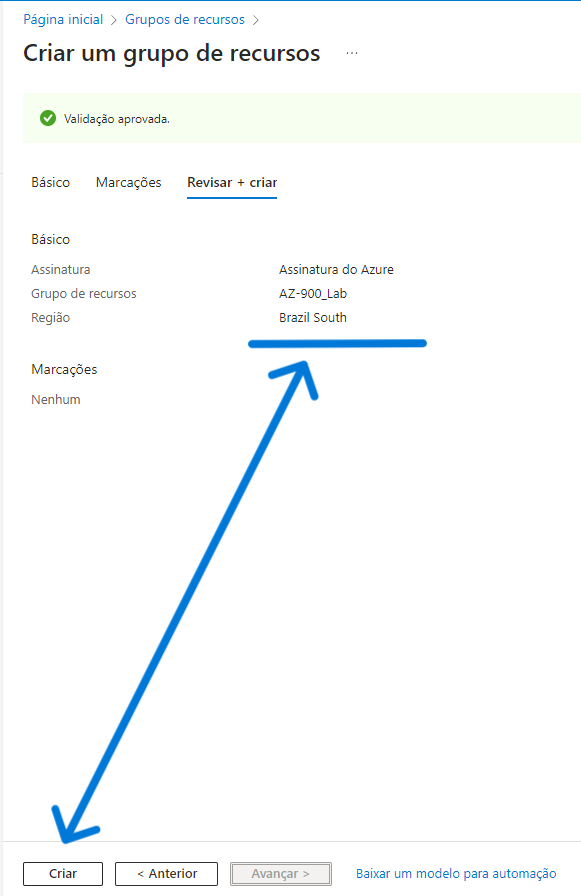 Página inicial > Grupos de recursos >
Criar um grupo de recursos ...
Validação aprovada.
Básico Marcações Revisar + criar
Básico
Assinatura Assinatura do Azure
Grupo de recursos AZ-900_Lab
Região Brazil South
Marcações
Nenhum
Criar < Anterior Avançar > Baixar um modelo para automação